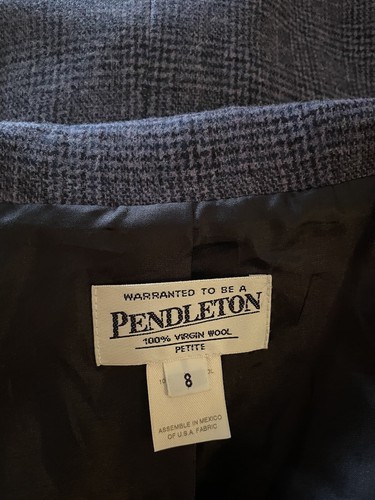 WARRANTED TO BE A
PENDLETON
100% VIRGIN WOOL
PETITE
8
ASSEMBLE IN MEXICO
OF U.S.A. FABRIC